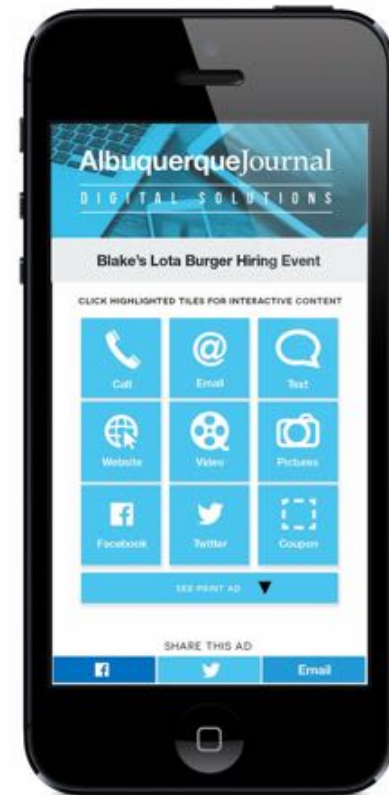 AlbuquerqueJournal
DIGITAL SOLUTIONS
Blake's Lota Burger Hiring Event
CLICK HIGHLIGHTED TILES FOR INTERACTIVE CONTENT
Call Email Text
Website Video Pictures
Facebook Twitter Coupon
SEE PRINT AD
SHARE THIS AD
Email